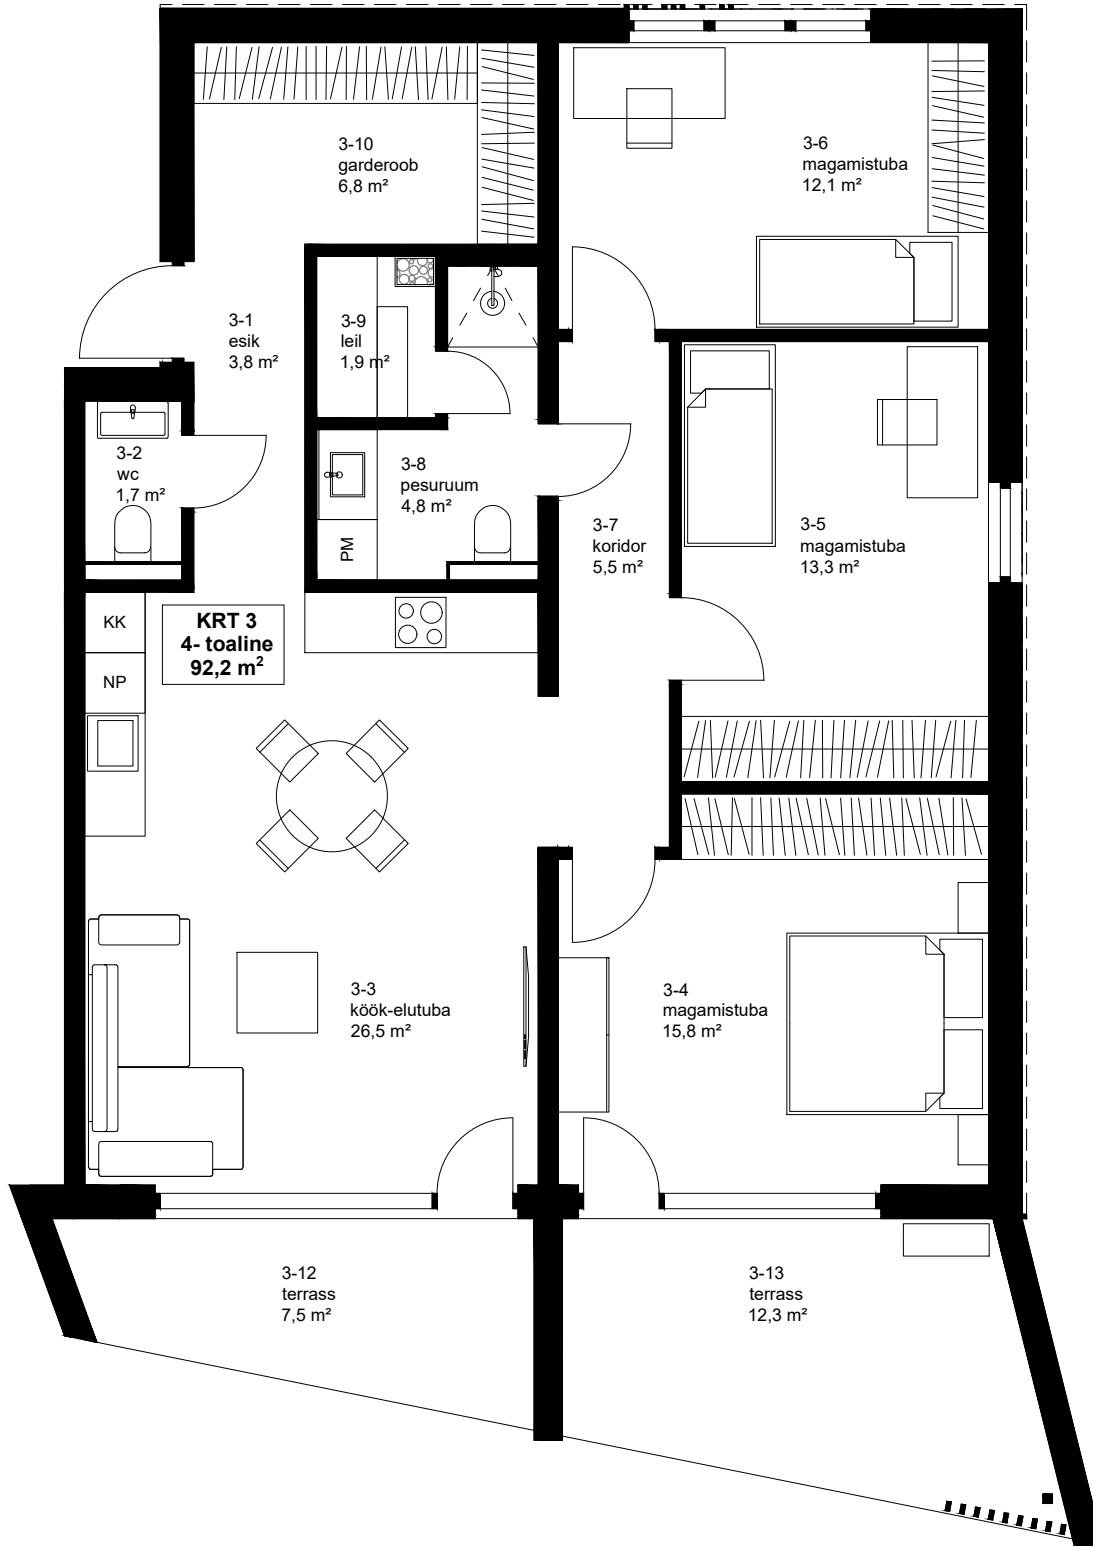 3-10
garderoob
6,8 m²
3-6
magamistuba
12,1 m²
3-1
esik
3,8 m²
3-9
leil
1,9 m²
3-2
wc
1,7 m²
3-8
pesuruum
4,8 m²
PM
3-7
koridor
5,5 m²
3-5
magamistuba
13,3 m²
KK
NP
KRT 3
4- toaline
92,2 m²
3-3
köök-elutuba
26,5 m²
3-4
magamistuba
15,8 m²
3-12
terrass
7,5 m²
3-13
terrass
12,3 m²